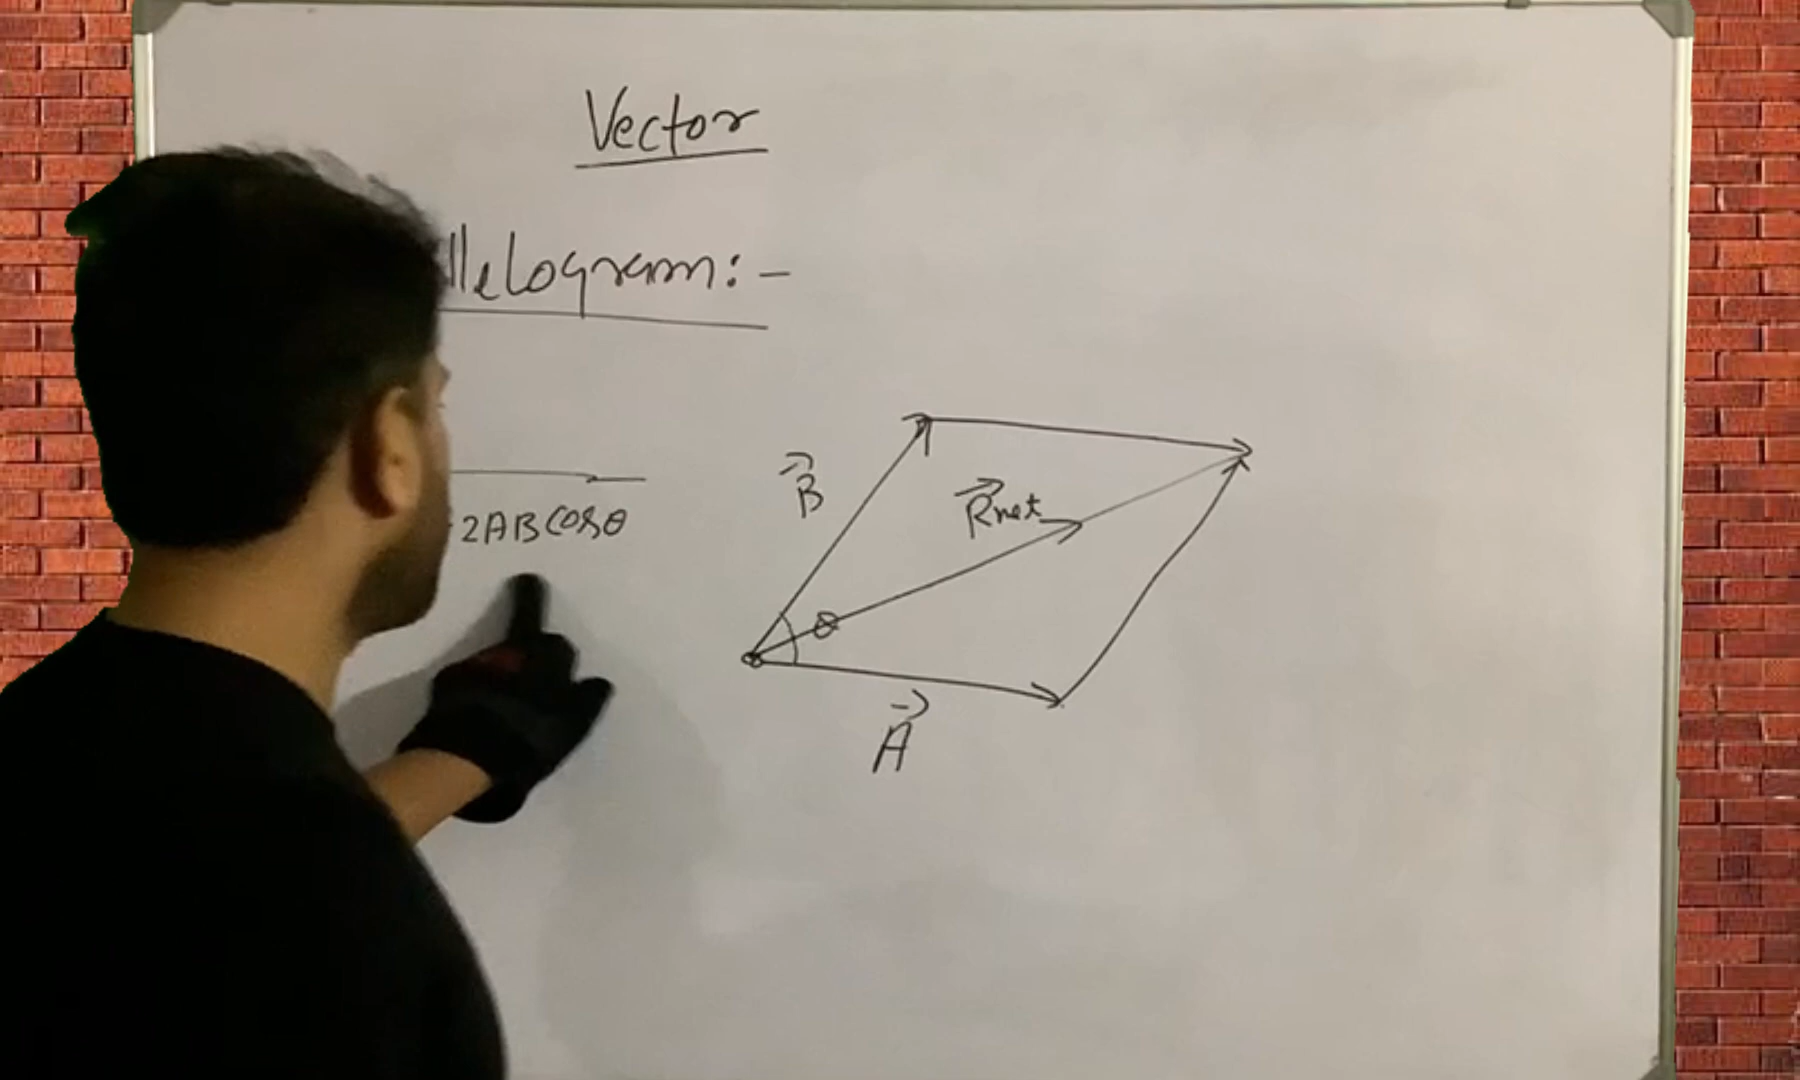 Vector
llelogram:-
2ABCosθ
B
Rnet
θ
A